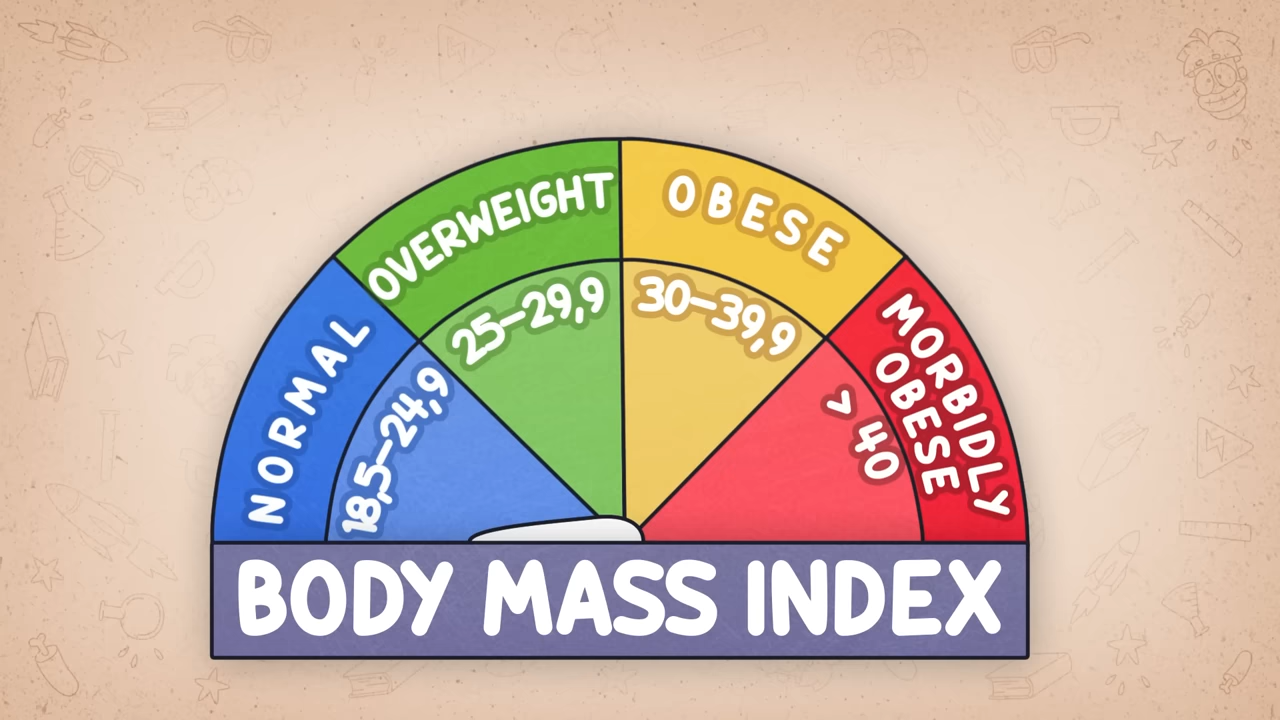 NORMAL
18,5–24,9
OVERWEIGHT
25–29,9
OBESE
30–39,9
MORBIDLY
OBESE
> 40
BODY MASS INDEX